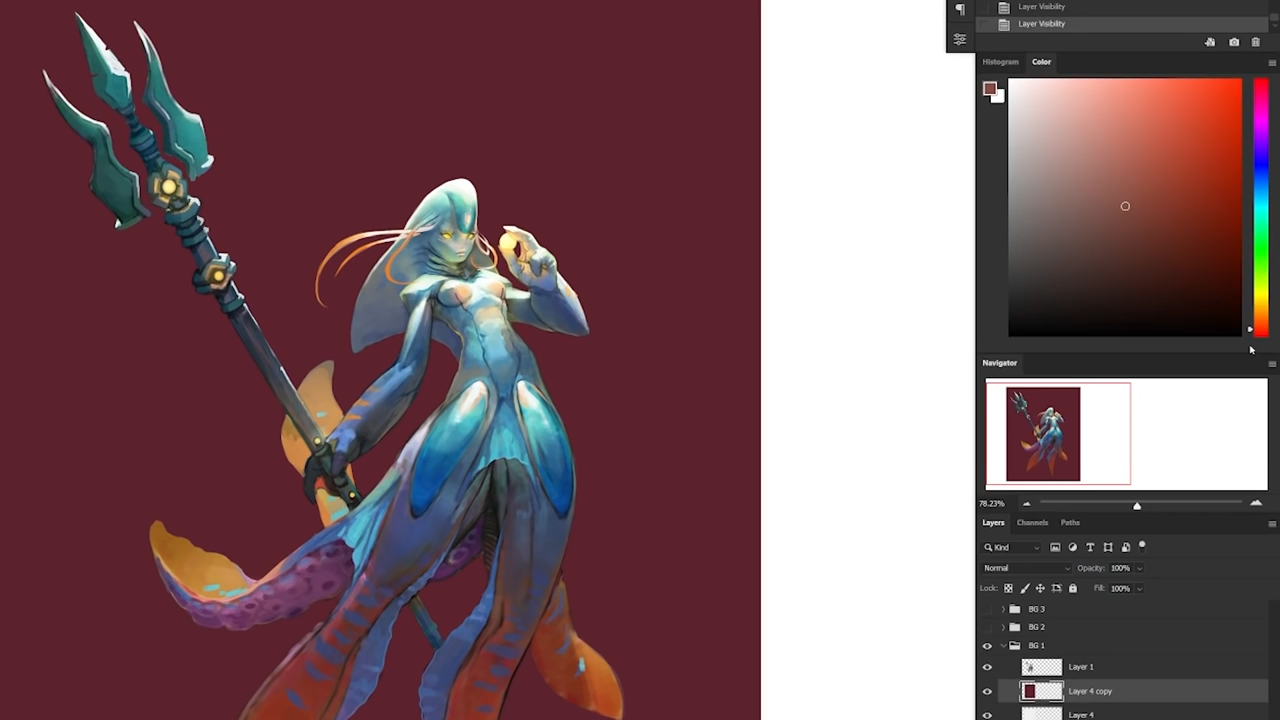 Layer Visibility
Layer Visibility
Histogram Color
Navigator
78.23%
Layers Channels Paths
Kind
Normal Opacity: 100%
Lock: Fill: 100%
BG 3
BG 2
BG 1
Layer 1
Layer 4 copy
Layer 4